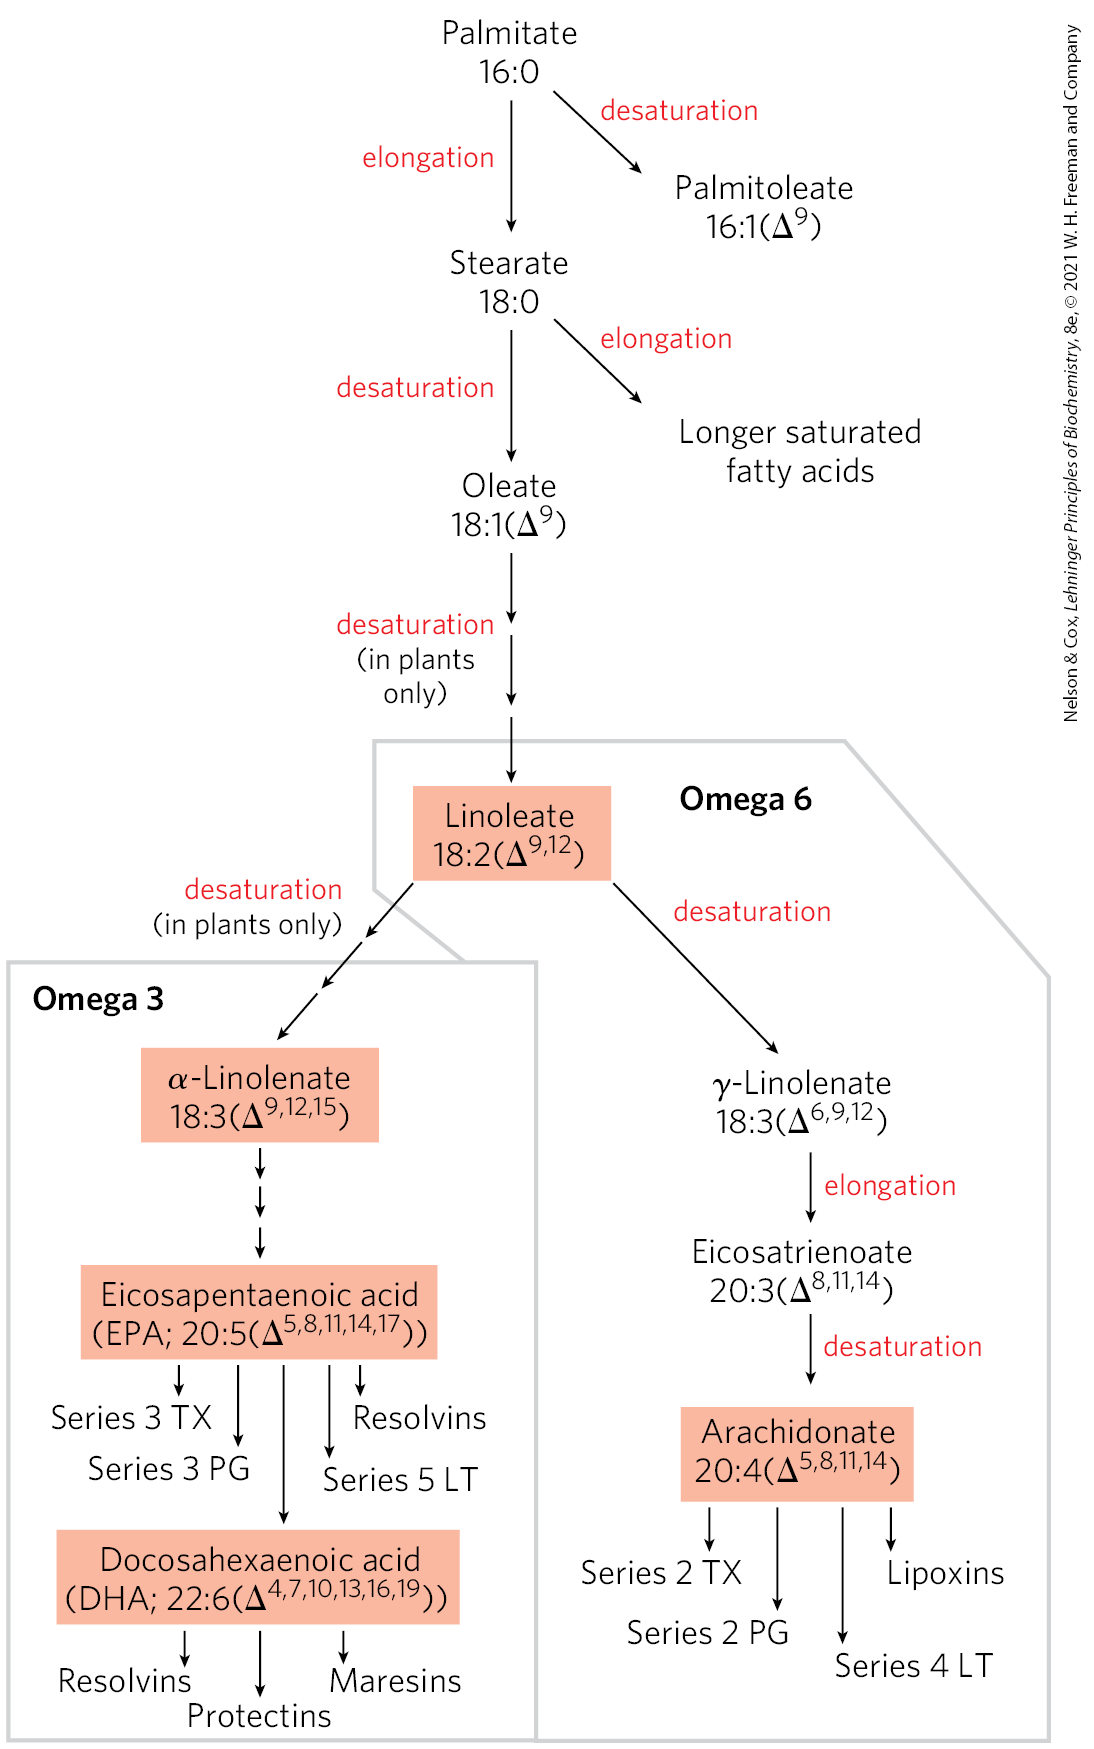 Palmitate
16:0
desaturation
elongation
Palmitoleate
16:1(Δ⁹)
Stearate
18:0
elongation
desaturation
Longer saturated
fatty acids
Oleate
18:1(Δ⁹)
desaturation
(in plants
only)
Omega 6
Linoleate
18:2(Δ⁹,¹²)
desaturation
(in plants only)
desaturation
Omega 3
α-Linolenate
18:3(Δ⁹,¹²,¹⁵)
γ-Linolenate
18:3(Δ⁶,⁹,¹²)
elongation
Eicosatrienoate
20:3(Δ⁸,¹¹,¹⁴)
desaturation
Eicosapentaenoic acid
(EPA; 20:5(Δ⁵,⁸,¹¹,¹⁴,¹⁷))
Series 3 TX
Resolvins
Series 3 PG
Series 5 LT
Arachidonate
20:4(Δ⁵,⁸,¹¹,¹⁴)
Docosahexaenoic acid
(DHA; 22:6(Δ⁴,⁷,¹⁰,¹³,¹⁶,¹⁹))
Series 2 TX
Lipoxins
Series 2 PG
Series 4 LT
Resolvins
Maresins
Protectins
Nelson & Cox, Lehninger Principles of Biochemistry, 8e, © 2021 W. H. Freeman and Company